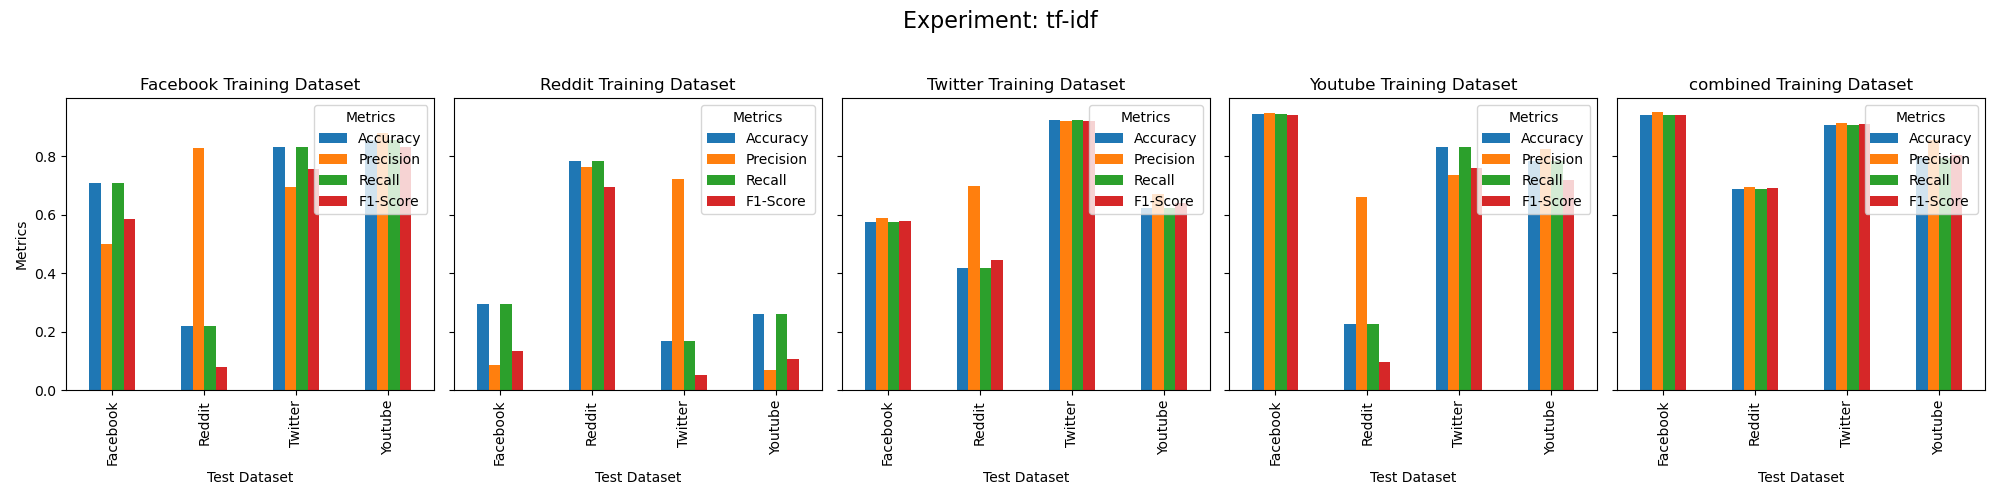 Experiment: tf-idf
Facebook Training Dataset
Metrics
Accuracy
Precision
Recall
F1-Score
Metrics
0.8
0.6
0.4
0.2
0.0
Facebook
Reddit
Twitter
Youtube
Test Dataset
Reddit Training Dataset
Metrics
Accuracy
Precision
Recall
F1-Score
Facebook
Reddit
Twitter
Youtube
Test Dataset
Twitter Training Dataset
Metrics
Accuracy
Precision
Recall
F1-Score
Facebook
Reddit
Twitter
Youtube
Test Dataset
Youtube Training Dataset
Metrics
Accuracy
Precision
Recall
F1-Score
Facebook
Reddit
Twitter
Youtube
Test Dataset
combined Training Dataset
Metrics
Accuracy
Precision
Recall
F1-Score
Facebook
Reddit
Twitter
Youtube
Test Dataset